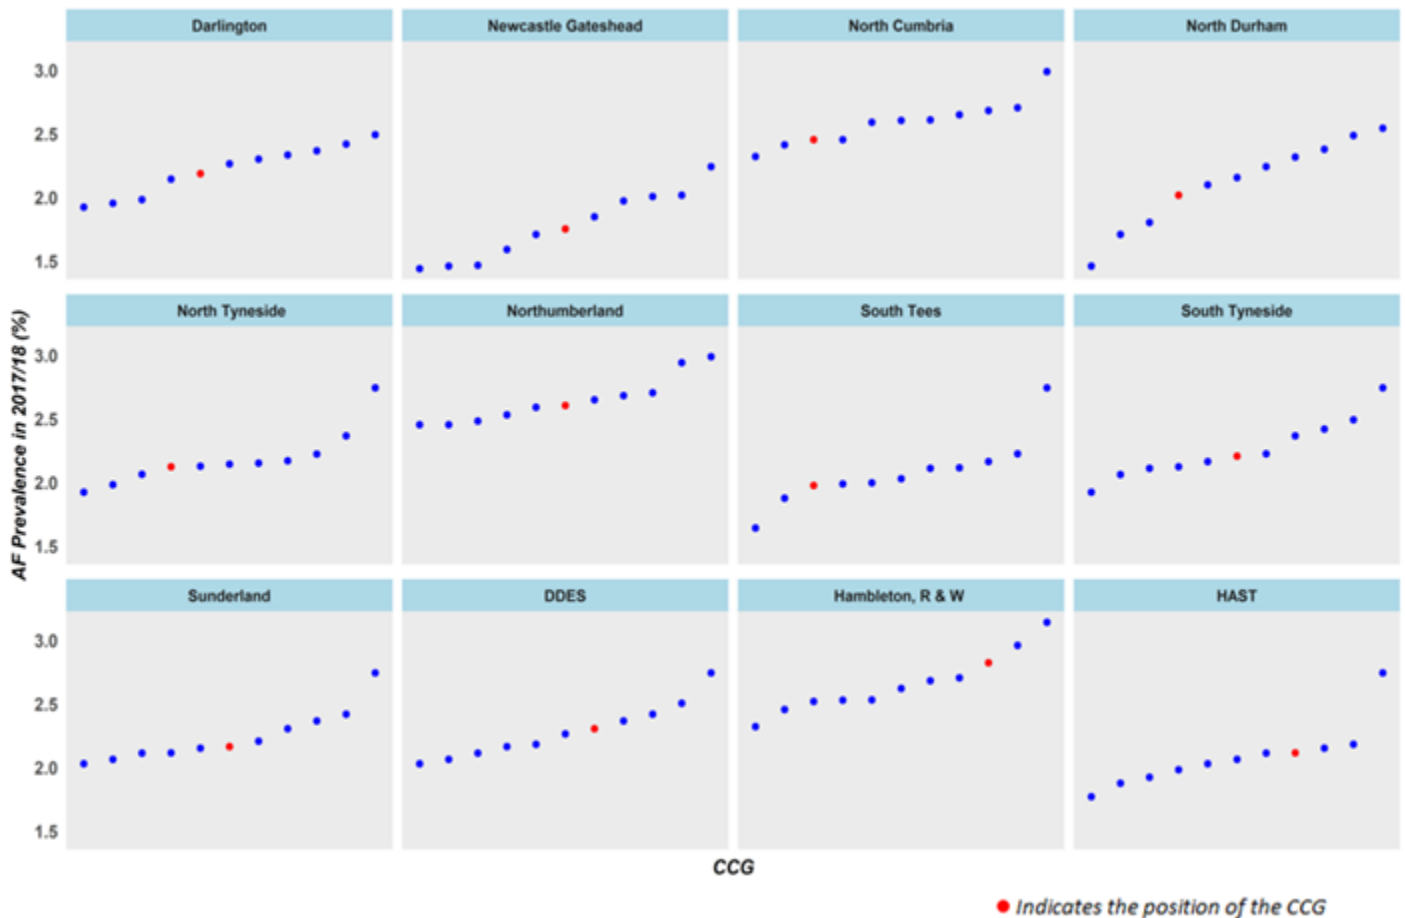 Darlington Newcastle Gateshead North Cumbria North Durham
3.0
2.5
2.0
1.5
North Tyneside Northumberland South Tees South Tyneside
3.0
2.5
2.0
1.5
Sunderland DDES Hambleton, R & W HAST
3.0
2.5
2.0
1.5
AF Prevalence in 2017/18 (%)
CCG
Indicates the position of the CCG